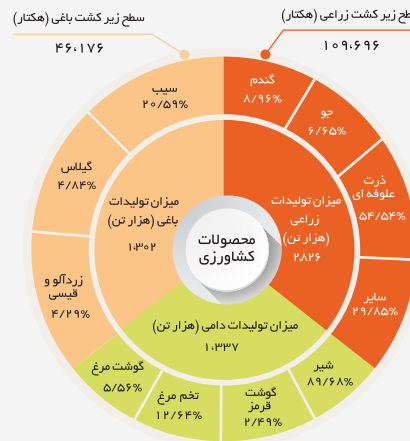 سطح زیر کشت باغی (هکتار)
۴۶،۱۷۶
طح زیر کشت زراعی (هکتار)
۱۰۹،۶۹۶
گندم
۸/۹۶%
جو
۶/۶۵%
ذرت
علوفه ای
۵۴/۵۴%
سایر
۲۹/۸۵%
سیب
۲۰/۵۹%
گیلاس
۴/۸۴%
زردآلو و
قیسی
۴/۲۹%
میزان تولیدات
زراعی
(هزار تن)
۲،۸۲۶
میزان تولیدات
باغی (هزار تن)
۱،۳۰۲
محصولات
کشاورزی
میزان تولیدات دامی (هزار تن)
۱،۳۳۷
شیر
۸۹/۶۸%
گوشت
قرمز
۲/۴۹%
تخم مرغ
۱۲/۶۴%
گوشت مرغ
۵/۵۶%